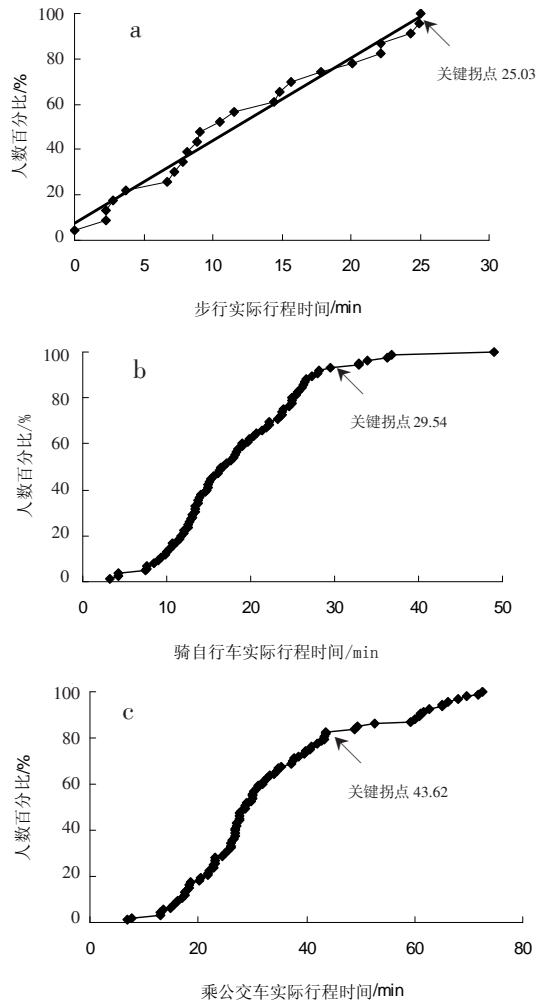 a
100
80
60
40
20
0
人数百分比/%
关键拐点 25.03
0 5 10 15 20 25 30
步行实际行程时间/min
b
100
80
60
40
20
0
人数百分比/%
关键拐点 29.54
0 10 20 30 40 50
骑自行车实际行程时间/min
c
100
80
60
40
20
0
人数百分比/%
关键拐点 43.62
0 20 40 60 80
乘公交车实际行程时间/min